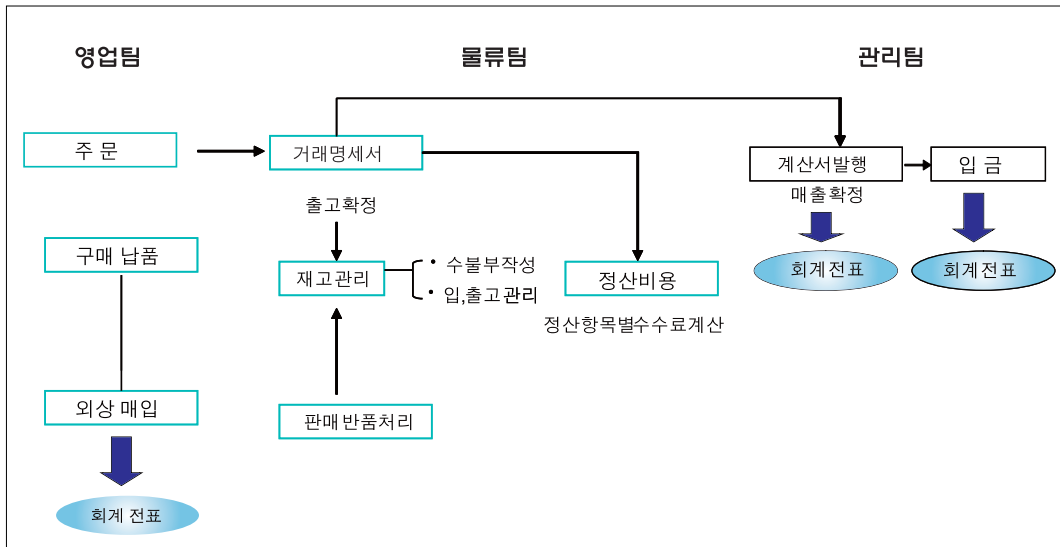 영업팀
물류팀
관리팀
주 문
거래명세서
계산서발행
입 금
매출확정
출고확정
구매 납품
재고관리
• 수불부작성
• 입,출고관리
정산비용
회계전표
회계전표
정산항목별수수료계산
외상 매입
판매반품처리
회계 전표